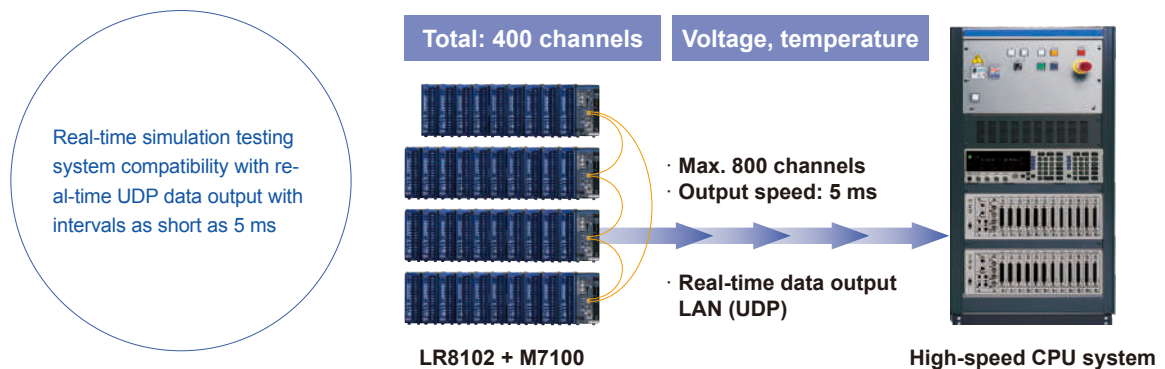 Total: 400 channels
Voltage, temperature
Real-time simulation testing
system compatibility with re-
al-time UDP data output with
intervals as short as 5 ms
· Max. 800 channels
· Output speed: 5 ms
· Real-time data output
LAN (UDP)
LR8102 + M7100
High-speed CPU system